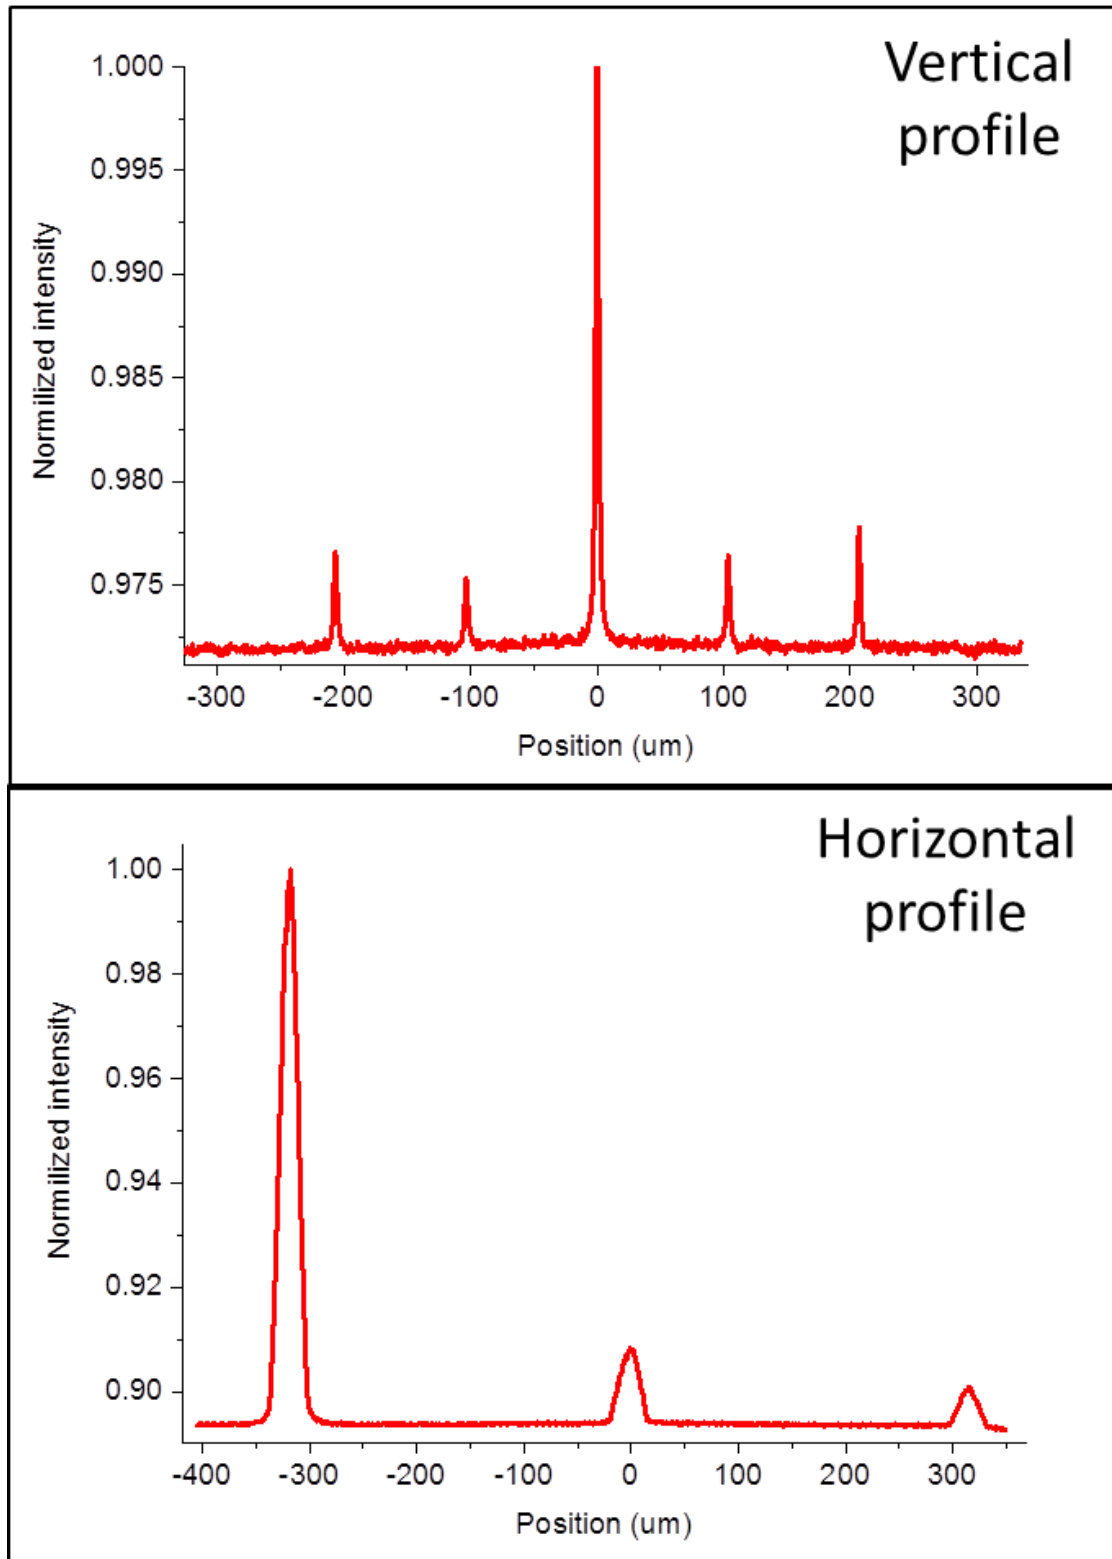 Vertical
profile
1.000
0.995
0.990
0.985
0.980
0.975
Normilized intensity
-300 -200 -100 0 100 200 300
Position (um)
Horizontal
profile
1.00
0.98
0.96
0.94
0.92
0.90
Normilized intensity
-400 -300 -200 -100 0 100 200 300
Position (um)